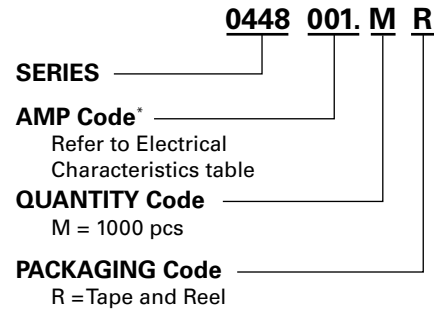 0448 001. M R
SERIES
AMP Code*
Refer to Electrical
Characteristics table
QUANTITY Code
M = 1000 pcs
PACKAGING Code
R =Tape and Reel